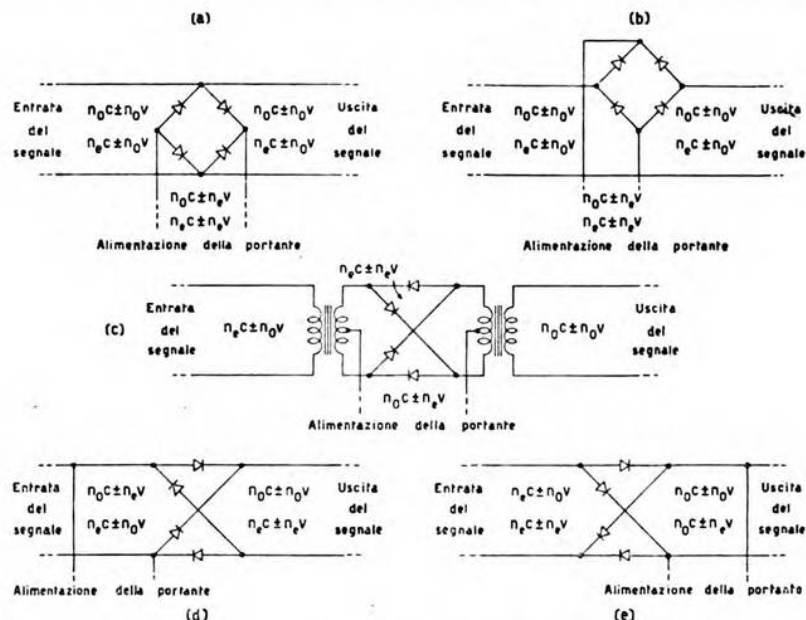 (a) (b)
Entrata del segnale
n₀c±n₀v n₀c±n₀v
nₑc±n₀v nₑc±n₀v
Uscita del segnale
n₀c±nₑv
nₑc±nₑv
Alimentazione della portante
Entrata del segnale
n₀c±n₀v n₀c±n₀v
nₑc±n₀v nₑc±n₀v
Uscita del segnale
n₀c±nₑv
nₑc±nₑv
Alimentazione della portante
(c)
Entrata del segnale
nₑc±n₀v
nₑc±nₑv
n₀c±n₀v
Uscita del segnale
n₀c±nₑv
Alimentazione della portante
Entrata del segnale
n₀c±nₑv n₀c±n₀v
nₑc±n₀v nₑc±nₑv
Uscita del segnale
Alimentazione della portante
(d)
Entrata del segnale
nₑc±n₀v n₀c±n₀v
nₑc±nₑv n₀c±nₑv
Uscita del segnale
Alimentazione della portante
(e)